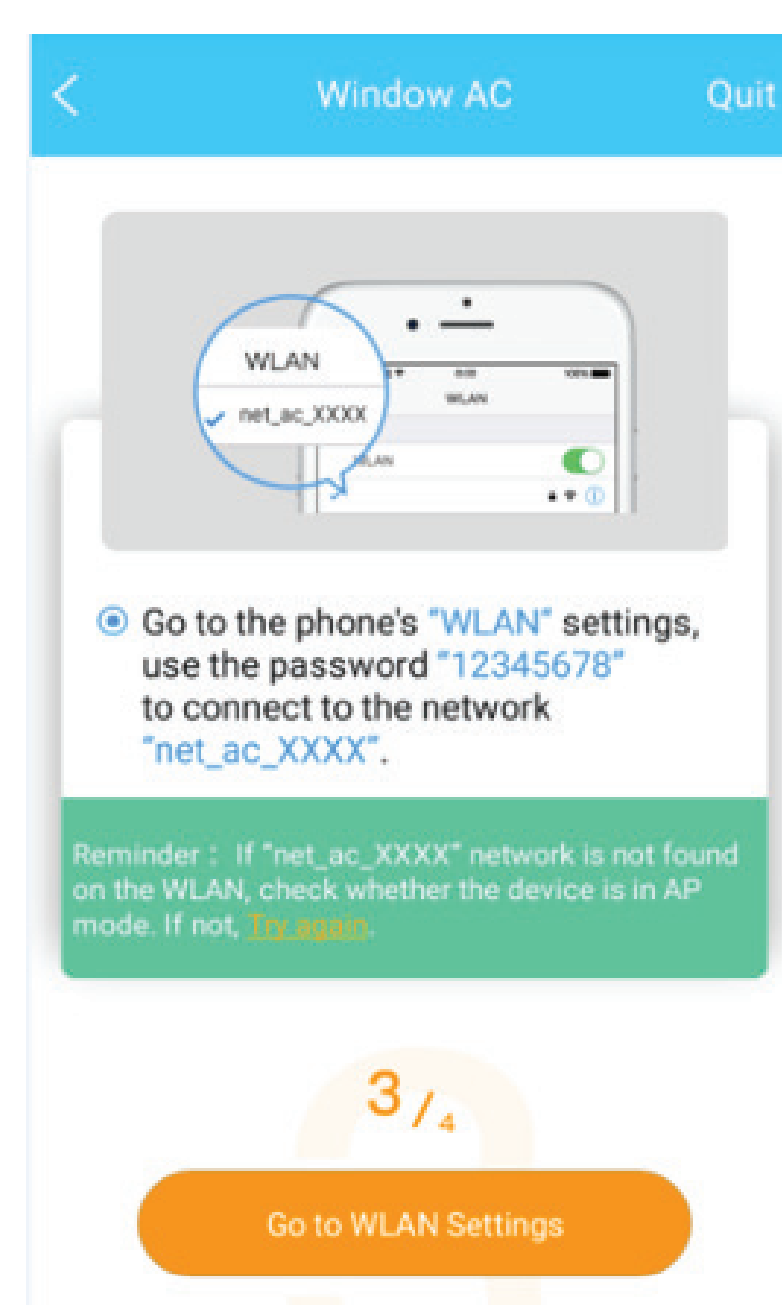 Window AC
Quit
WLAN
net_ac_XXXX
WLAN
100%
WLAN
Go to the phone's "WLAN" settings,
use the password "12345678"
to connect to the network
"net_ac_XXXX".
Reminder : If "net_ac_XXXX" network is not found
on the WLAN, check whether the device is in AP
mode. If not, Try again.
3/4
Go to WLAN Settings